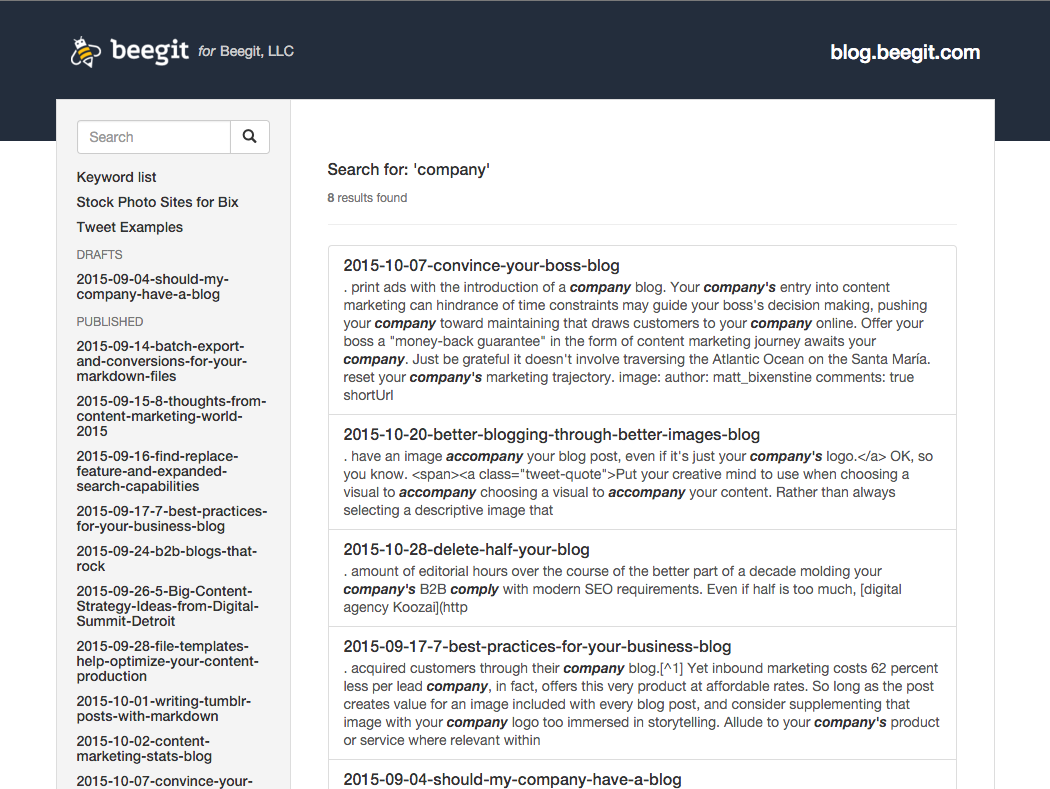 beegit for Beegit, LLC
blog.beegit.com
Search
Keyword list
Stock Photo Sites for Bix
Tweet Examples
DRAFTS
2015-09-04-should-my-
company-have-a-blog
PUBLISHED
2015-09-14-batch-export-
and-conversions-for-your-
markdown-files
2015-09-15-8-thoughts-from-
content-marketing-world-
2015
2015-09-16-find-replace-
feature-and-expanded-
search-capabilities
2015-09-17-7-best-practices-
for-your-business-blog
2015-09-24-b2b-blogs-that-
rock
2015-09-26-5-Big-Content-
Strategy-Ideas-from-Digital-
Summit-Detroit
2015-09-28-file-templates-
help-optimize-your-content-
production
2015-10-01-writing-tumblr-
posts-with-markdown
2015-10-02-content-
marketing-stats-blog
2015-10-07-convince-your-
Search for: 'company'
8 results found
2015-10-07-convince-your-boss-blog
. print ads with the introduction of a company blog. Your company's entry into content
marketing can hindrance of time constraints may guide your boss's decision making, pushing
your company toward maintaining that draws customers to your company online. Offer your
boss a "money-back guarantee" in the form of content marketing journey awaits your
company. Just be grateful it doesn't involve traversing the Atlantic Ocean on the Santa María.
reset your company's marketing trajectory. image: author: matt_bixenstine comments: true
shortUrl
2015-10-20-better-blogging-through-better-images-blog
. have an image accompany your blog post, even if it's just your company's logo.</a> OK, so
you know. <span><a class="tweet-quote">Put your creative mind to use when choosing a
visual to accompany choosing a visual to accompany your content. Rather than always
selecting a descriptive image that
2015-10-28-delete-half-your-blog
. amount of editorial hours over the course of the better part of a decade molding your
company's B2B comply with modern SEO requirements. Even if half is too much, [digital
agency Koozai](http
2015-09-17-7-best-practices-for-your-business-blog
. acquired customers through their company blog.[^1] Yet inbound marketing costs 62 percent
less per lead company, in fact, offers this very product at affordable rates. So long as the post
creates value for an image included with every blog post, and consider supplementing that
image with your company logo too immersed in storytelling. Allude to your company's product
or service where relevant within
2015-09-04-should-my-company-have-a-blog